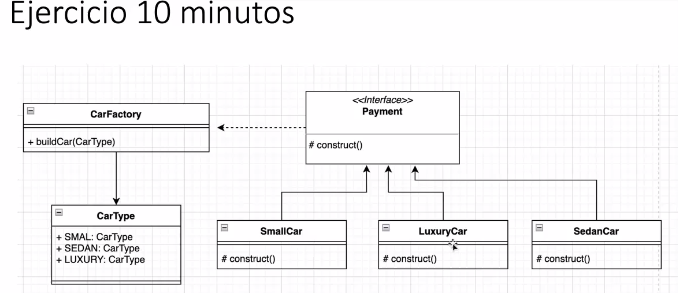 Ejercicio 10 minutos
<<Interface>>
Payment
# construct()
CarFactory
+ buildCar(CarType)
CarType
+ SMAL: CarType
+ SEDAN: CarType
+ LUXURY: CarType
SmallCar
# construct()
LuxuryCar
# construct()
SedanCar
# construct()